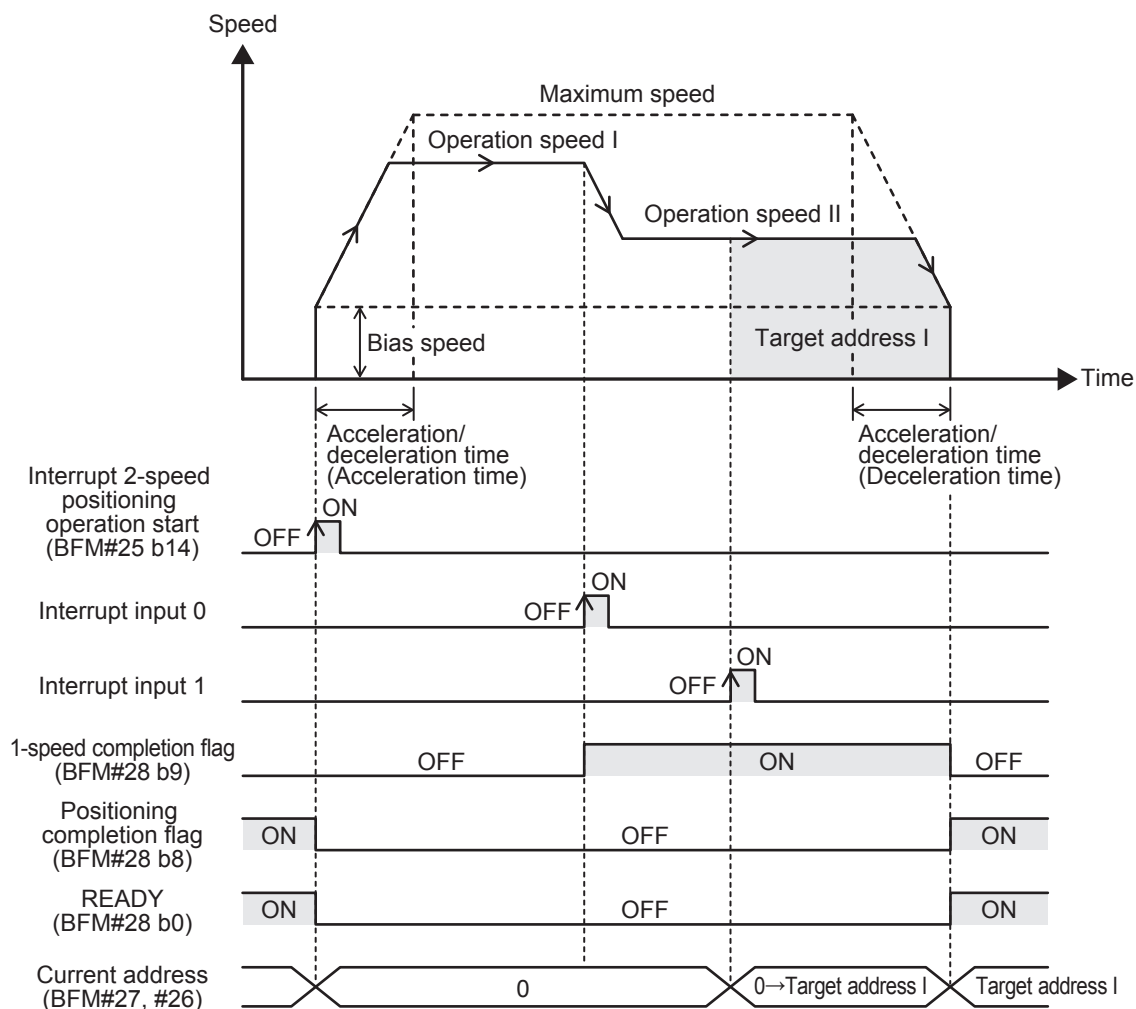 Speed
Maximum speed
Operation speed I
Operation speed II
Bias speed
Target address I
Time
Acceleration/
deceleration time
(Acceleration time)
Acceleration/
deceleration time
(Deceleration time)
Interrupt 2-speed
positioning
operation start
(BFM#25 b14)
OFF
ON
Interrupt input 0
OFF
ON
Interrupt input 1
OFF
ON
1-speed completion flag
(BFM#28 b9)
OFF
ON
OFF
Positioning
completion flag
(BFM#28 b8)
ON
OFF
ON
READY
(BFM#28 b0)
ON
OFF
ON
Current address
(BFM#27, #26)
0
0→Target address I
Target address I